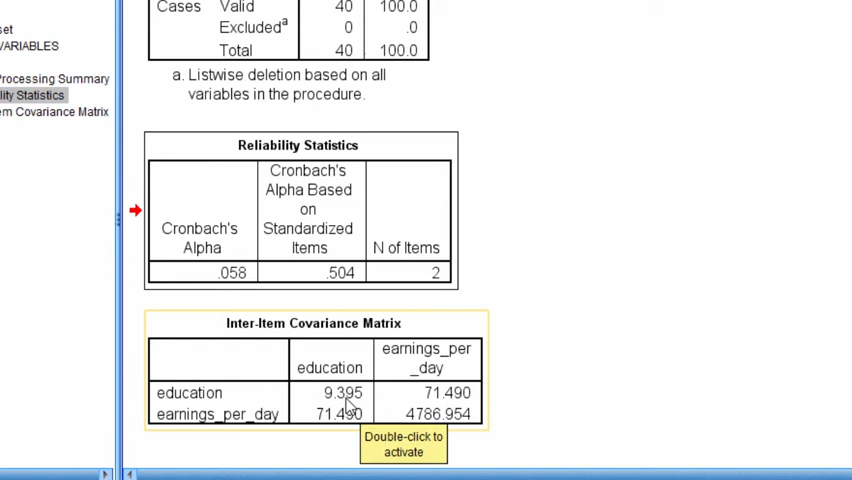 Cases Valid 40 100.0
Excludedᵃ 0 .0
Total 40 100.0
a. Listwise deletion based on all
variables in the procedure.
set
VARIABLES
Processing Summary
lity Statistics
em Covariance Matrix
Reliability Statistics
Cronbach's
Alpha
Cronbach's
Alpha Based
on
Standardized
Items
N of Items
.058 .504 2
Inter-Item Covariance Matrix
education
earnings_per
_day
education 9.395 71.490
earnings_per_day 71.490 4786.954
Double-click to
activate